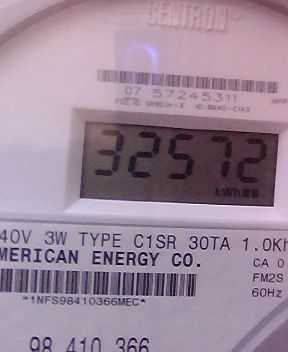 CENTRON®
07 57245311
32572
kWh
40V 3W TYPE C1SR 30TA 1.0Kh
MERICAN ENERGY CO.
CA 0
FM2S
60Hz
*1NFS98410366MEC*
98 410 366